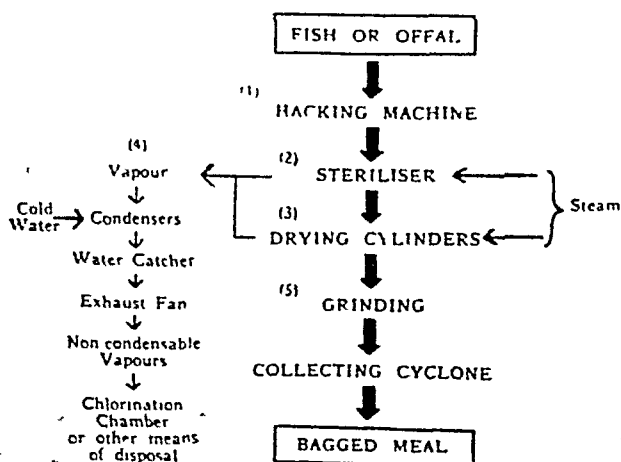 FISH OR OFFAL
(1)
HACKING MACHINE
(4)
(2)
Vapour
STERILISER
Steam
Cold
Water
Condensers
(3)
DRYING CYLINDERS
Water Catcher
(5)
GRINDING
Exhaust Fan
Non condensable
Vapours
COLLECTING CYCLONE
Chlorination
Chamber
or other means
of disposal
BAGGED MEAL